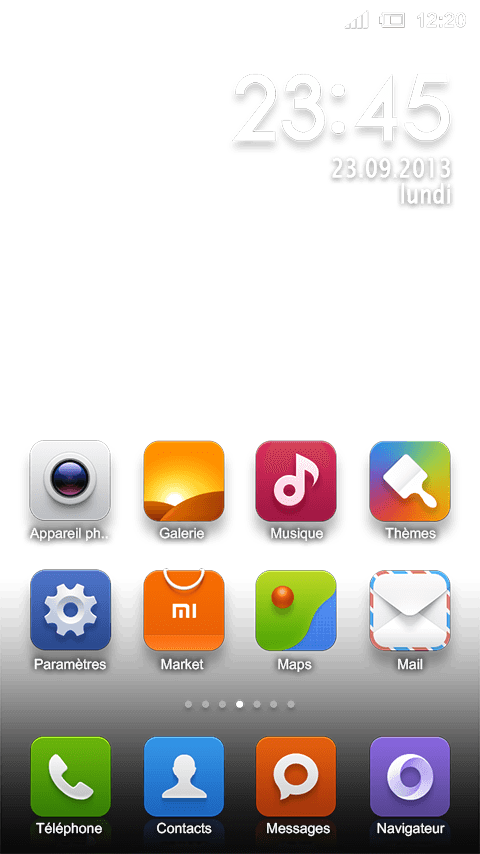 12:20
23:45
23.09.2013
lundi
Appareil ph..
Galerie
Musique
Thèmes
Paramètres
mi
Market
Maps
Mail
Téléphone
Contacts
Messages
Navigateur